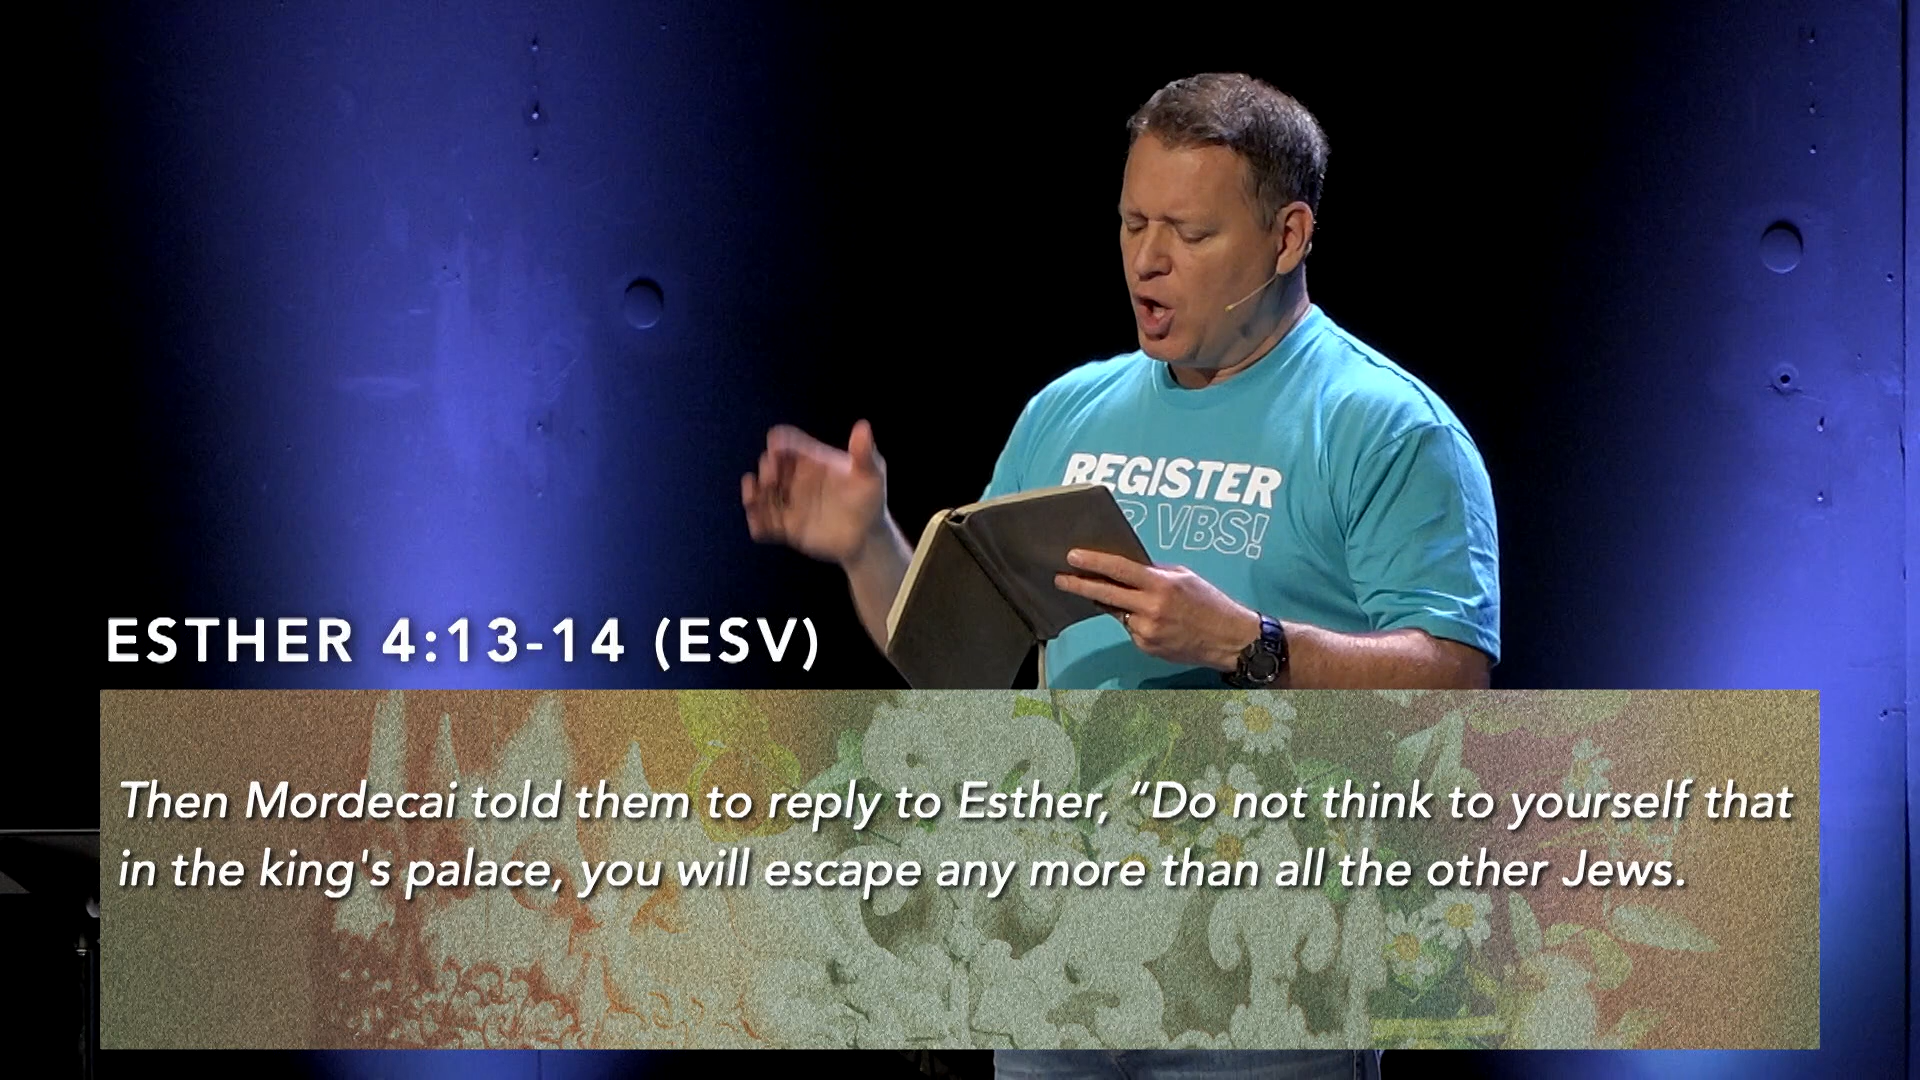 REGISTER
VBS!
ESTHER 4:13-14 (ESV)
Then Mordecai told them to reply to Esther, “Do not think to yourself that
in the king's palace, you will escape any more than all the other Jews.